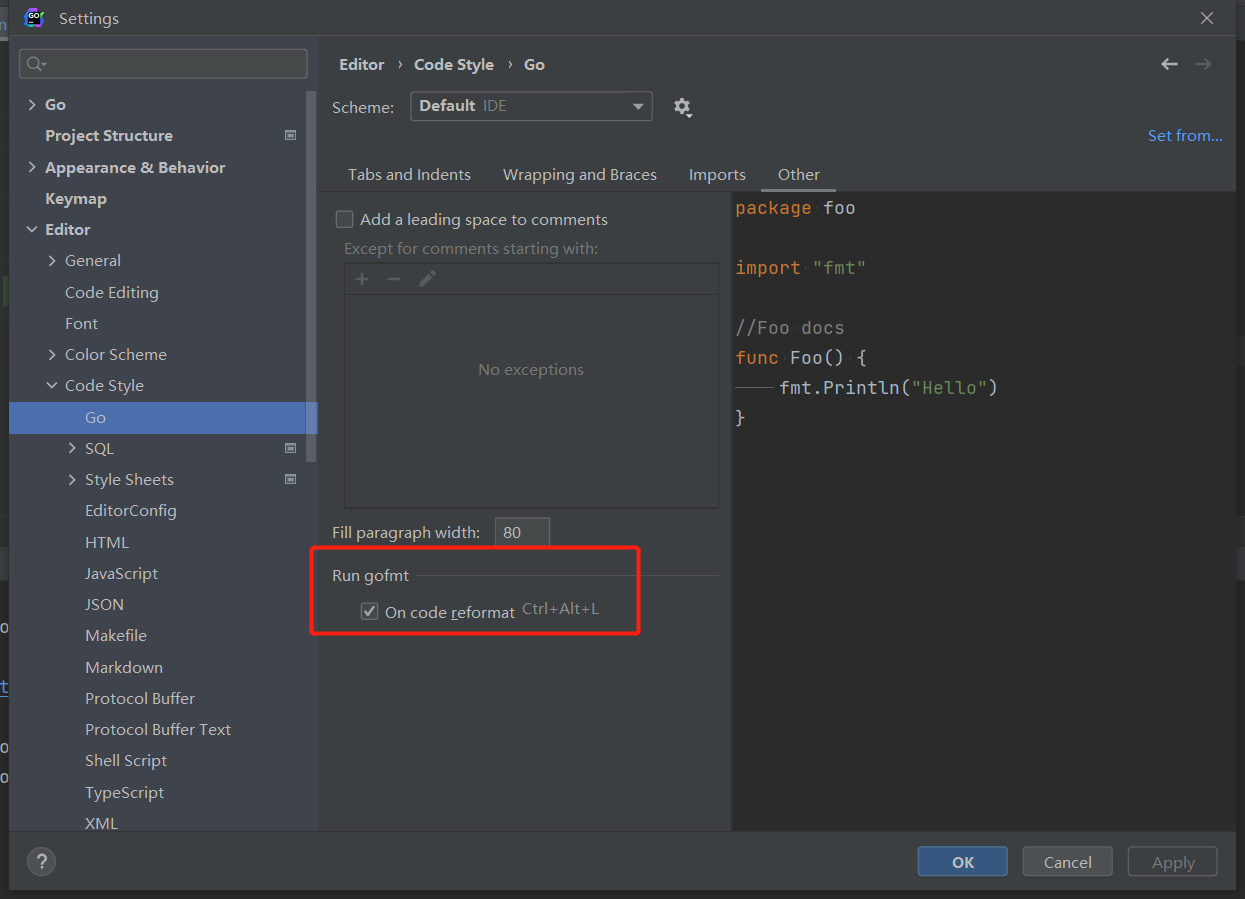 GO
Settings
Editor › Code Style › Go
Scheme: Default IDE
Set from...
Go
Project Structure
Appearance & Behavior
Keymap
Editor
General
Code Editing
Font
Color Scheme
Code Style
Go
SQL
Style Sheets
EditorConfig
HTML
JavaScript
JSON
Makefile
Markdown
Protocol Buffer
Protocol Buffer Text
Shell Script
TypeScript
XML
Tabs and Indents Wrapping and Braces Imports Other
Add a leading space to comments
Except for comments starting with:
No exceptions
Fill paragraph width: 80
Run gofmt
On code reformat Ctrl+Alt+L
package foo
import "fmt"
//Foo docs
func Foo() {
fmt.Println("Hello")
}
?
OK Cancel Apply